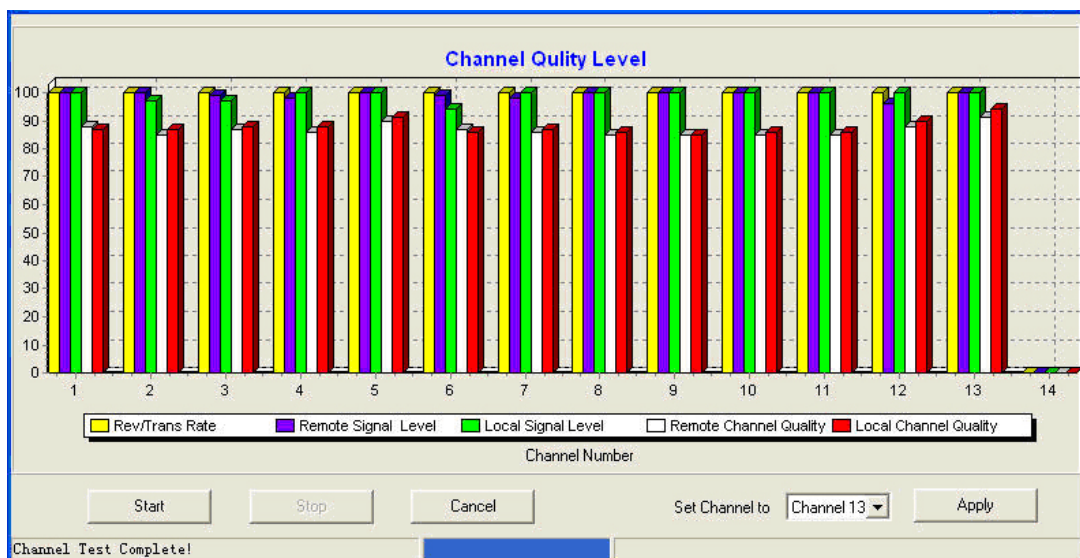 Channel Qulity Level
100
90
80
70
60
50
40
30
20
10
0
1 2 3 4 5 6 7 8 9 10 11 12 13 14
Rev/Trans Rate Remote Signal Level Local Signal Level Remote Channel Quality Local Channel Quality
Channel Number
Start Stop Cancel Set Channel to Channel 13 Apply
Channel Test Complete!